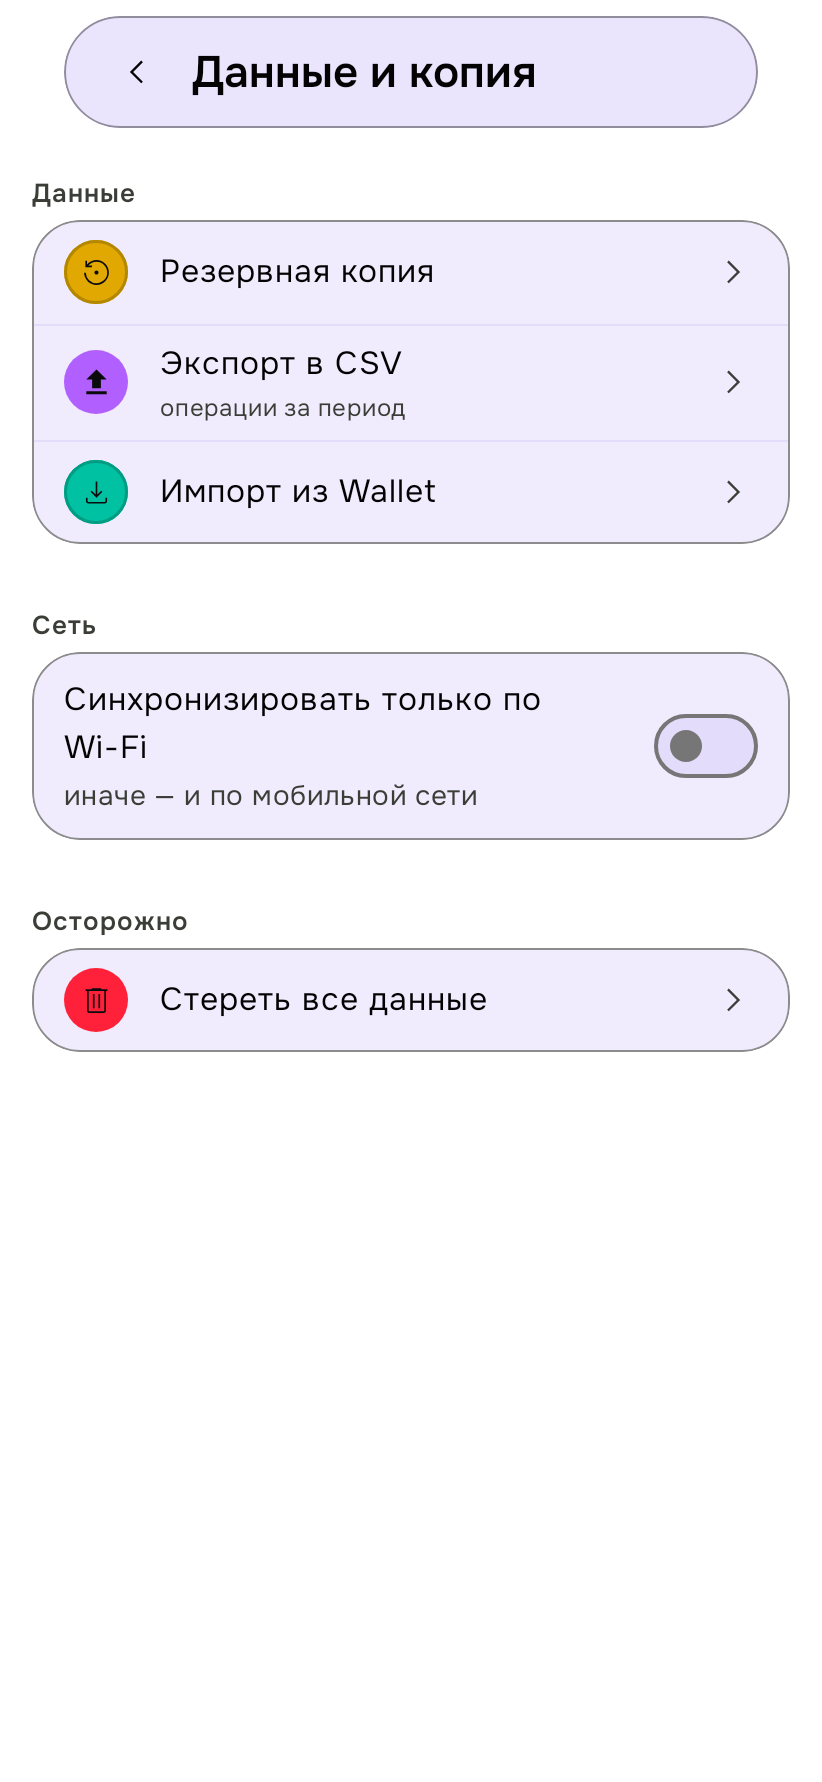 Данные и копия
Данные
Резервная копия
Экспорт в CSV
операции за период
Импорт из Wallet
Сеть
Синхронизировать только по
Wi-Fi
иначе — и по мобильной сети
Осторожно
Стереть все данные